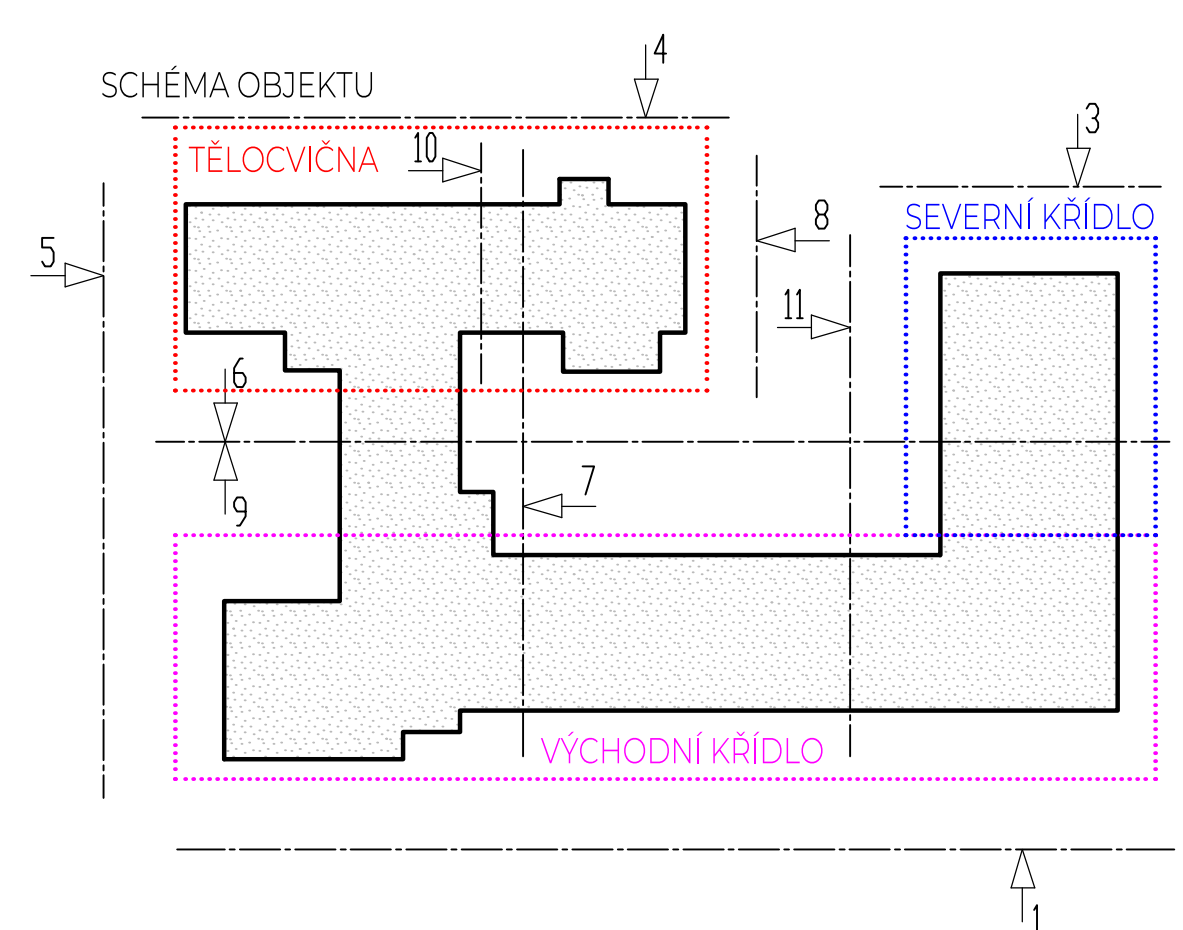 4
SCHÉMA OBJEKTU
3
10
TĚLOCVIČNA
8
SEVERNÍ KŘÍDLO
5
11
6
7
9
VÝCHODNÍ KŘÍDLO
1